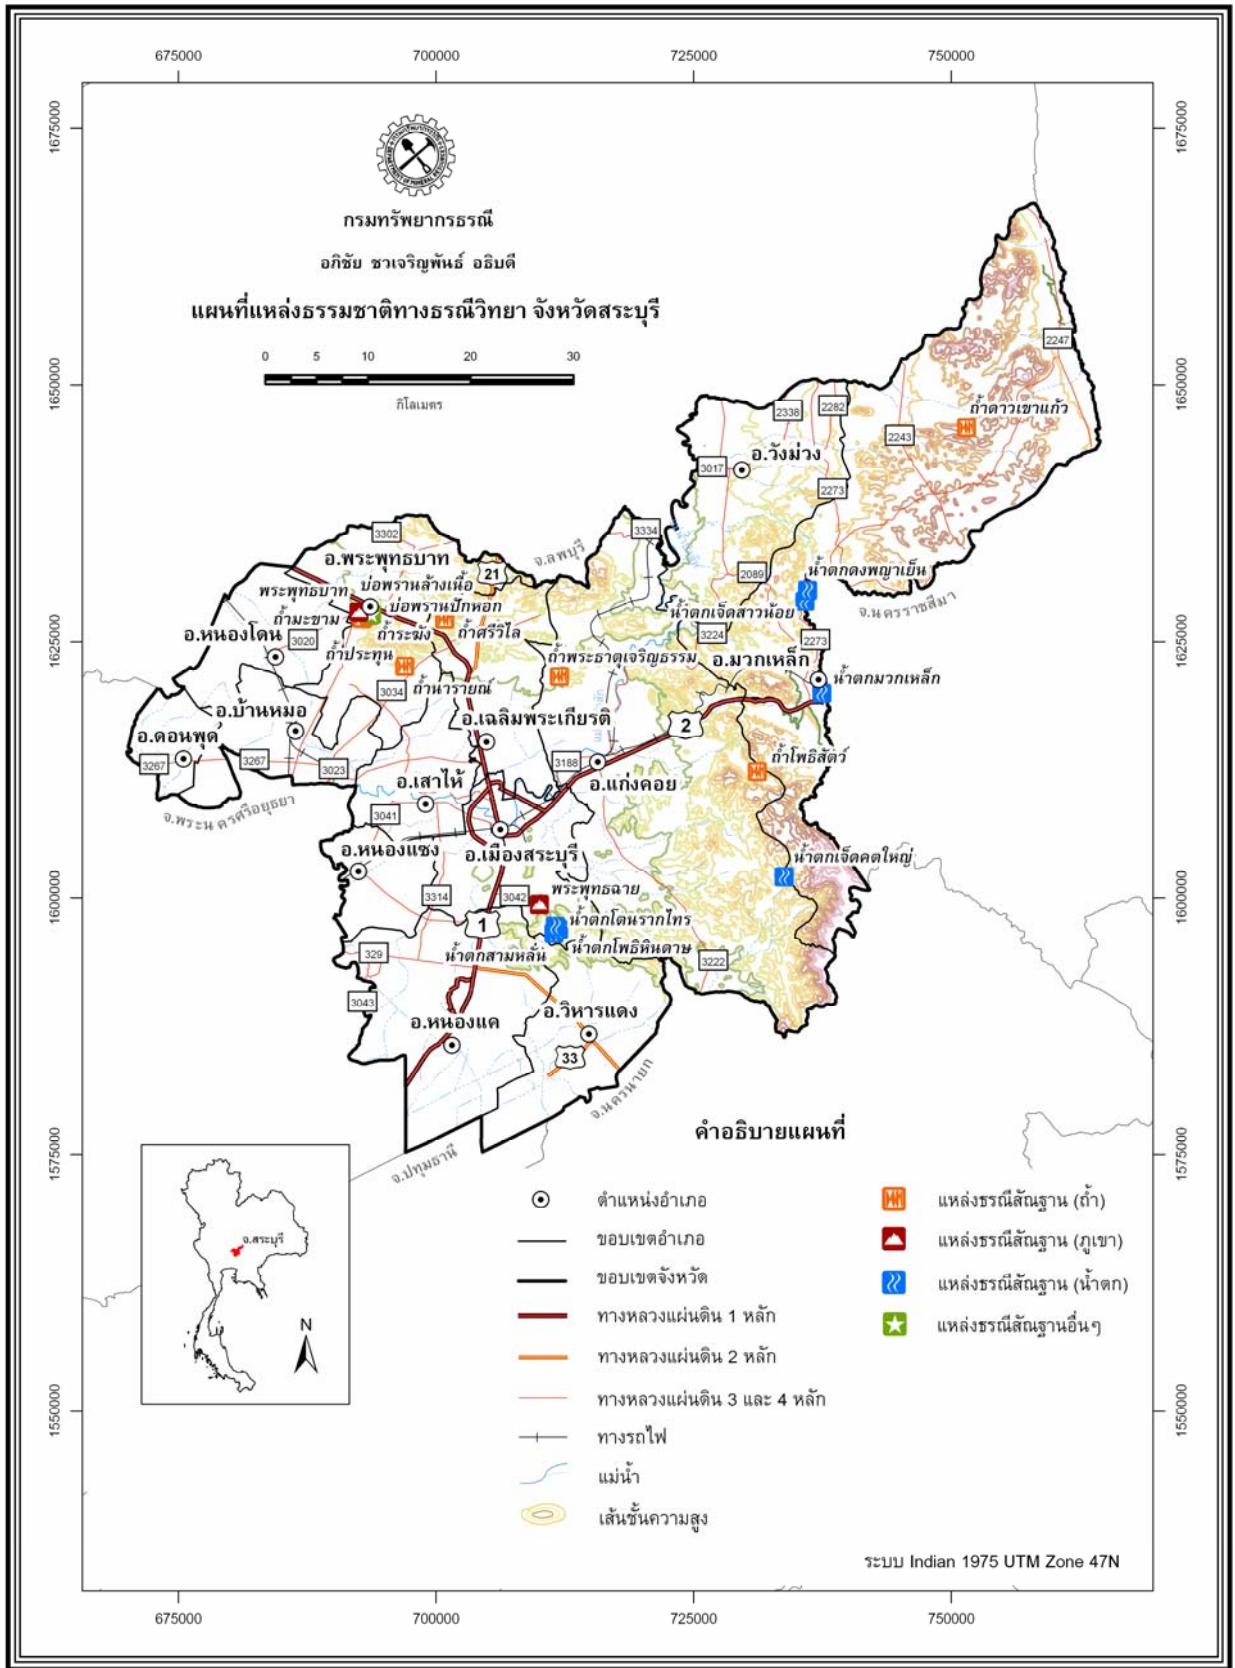 675000 700000 725000 750000
1675000 1675000
กรมทรัพยากรธรณี
อภิชัย ชวเจริญพันธ์ อธิบดี
แผนที่แหล่งธรรมชาติทางธรณีวิทยา จังหวัดสระบุรี
0 5 10 20 30
กิโลเมตร
1650000 1650000
2247
ถ้ำดาวเขาแก้ว
2338 2282
2243
อ.วังม่วง
3017
2273
3334
3302
จ.ลพบุรี
อ.พระพุทธบาท
21
2089
น้ำตกดงพญาเย็น
พระพุทธบาท บ่อพรานล้างเนื้อ
บ่อพรานปักหอก
จ.นครราชสีมา
น้ำตกเจ็ดสาวน้อย
ถ้ำมะขาม
ถ้ำระฆัง
ถ้ำศรีวิไล
1625000 1625000
อ.หนองโดน
3020
3224
2273
ถ้ำประทุน
ถ้ำพระธาตุเจริญธรรม
อ.มวกเหล็ก
น้ำตกมวกเหล็ก
3034
ถ้ำนารายณ์
อ.บ้านหมอ
อ.เฉลิมพระเกียรติ
2
อ.ดอนพุด
3267
3267
3023
3188
ถ้ำโพธิสัตว์
อ.เสาไห้
อ.แก่งคอย
จ.พระนครศรีอยุธยา
3041
อ.หนองแซง
อ.เมืองสระบุรี
น้ำตกเจ็ดคตใหญ่
พระพุทธฉาย
1600000 1600000
3314
3042
1
น้ำตกโตนรากไทร
น้ำตกโพธิหินดาษ
น้ำตกสามหลั่น
329
3222
3043
อ.หนองแค
อ.วิหารแดง
33
จ.นครนายก
จ.ปทุมธานี
1575000 1575000
คำอธิบายแผนที่
ตำแหน่งอำเภอ
ขอบเขตอำเภอ
ขอบเขตจังหวัด
ทางหลวงแผ่นดิน 1 หลัก
ทางหลวงแผ่นดิน 2 หลัก
ทางหลวงแผ่นดิน 3 และ 4 หลัก
ทางรถไฟ
แม่น้ำ
เส้นชั้นความสูง
แหล่งธรณีสัณฐาน (ถ้ำ)
แหล่งธรณีสัณฐาน (ภูเขา)
แหล่งธรณีสัณฐาน (น้ำตก)
แหล่งธรณีสัณฐานอื่นๆ
จ.สระบุรี
N
1550000 1550000
ระบบ Indian 1975 UTM Zone 47N
675000 700000 725000 750000